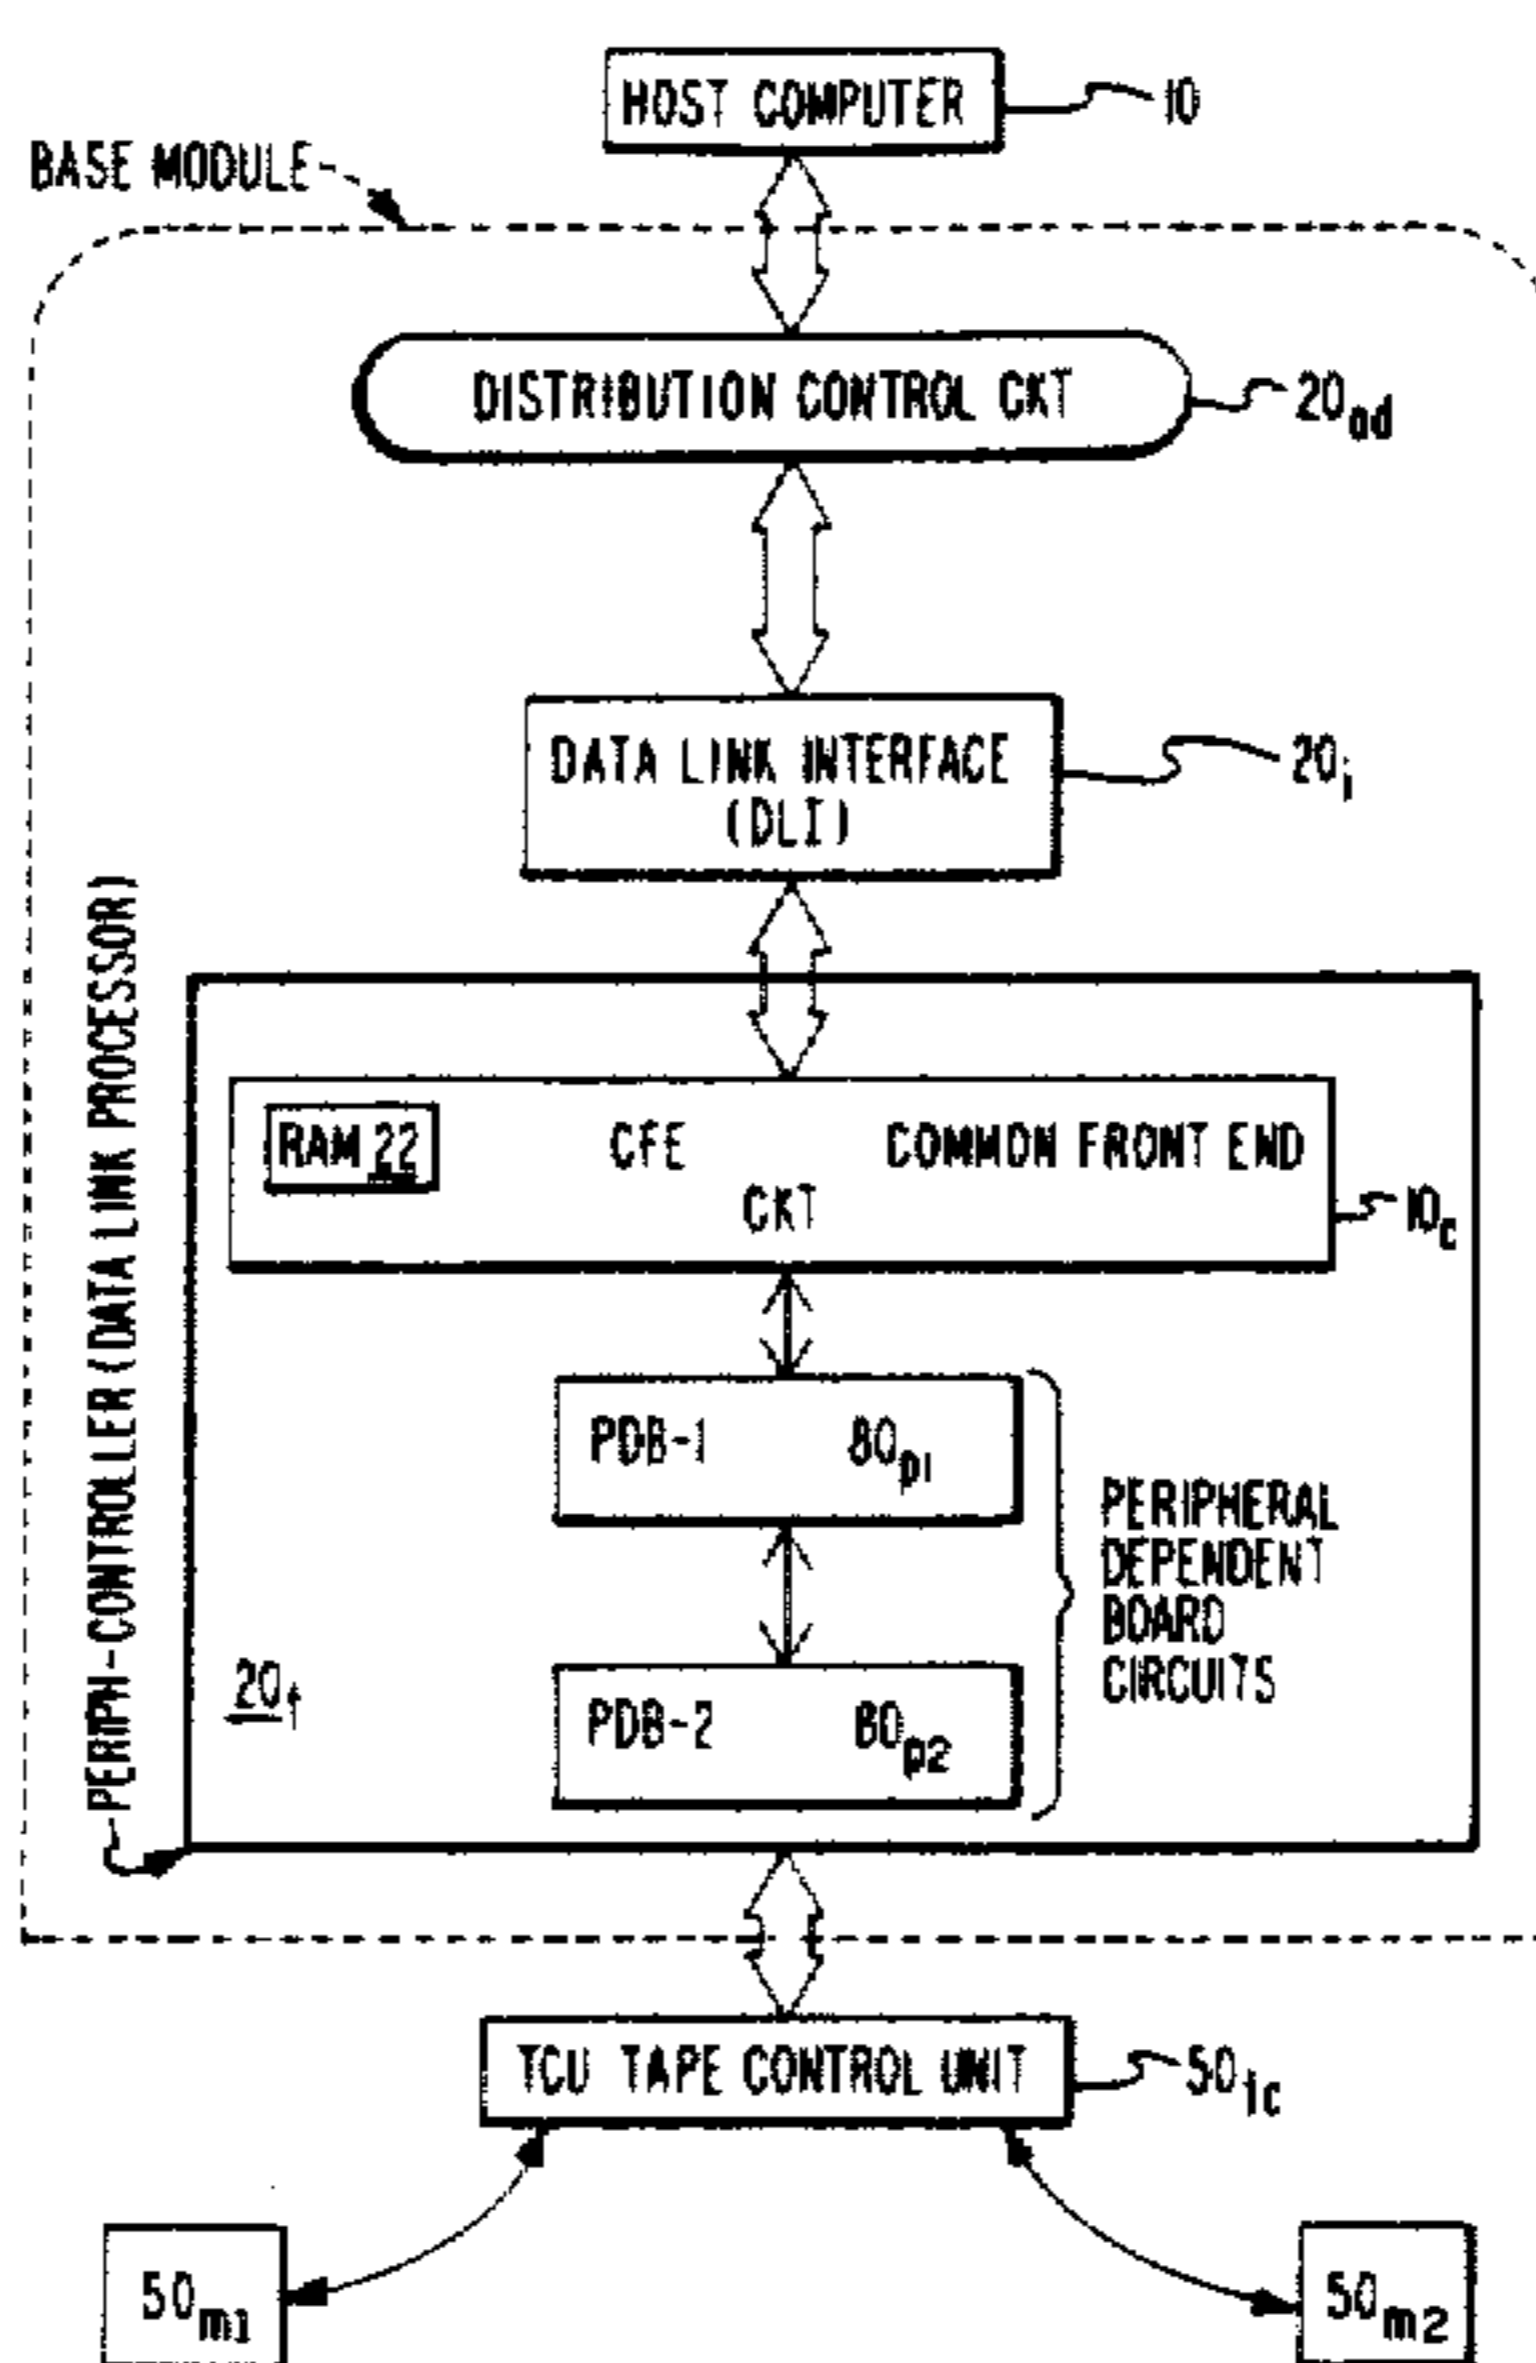 HOST COMPUTER
10
BASE MODULE
DISTRIBUTION CONTROL CKT
20ad
DATA LINK INTERFACE
(DLI)
20i
PERIPH-CONTROLLER (DATA LINK PROCESSOR)
RAM 22 CFE COMMON FRONT END
CKT
10c
PDB-1 80p1
PERIPHERAL
DEPENDENT
BOARD
CIRCUITS
20t
PDB-2 80p2
TCU TAPE CONTROL UNIT
50tc
50m1
50m2